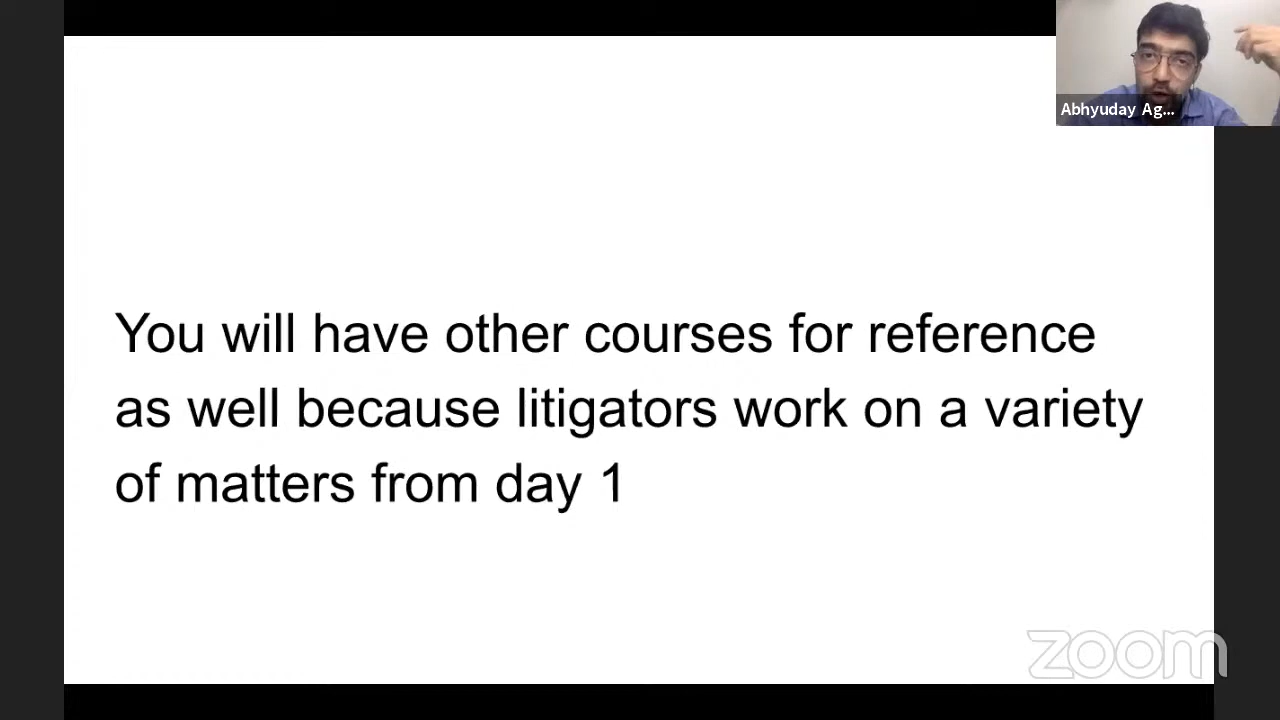 Abhyuday Ag...
You will have other courses for reference
as well because litigators work on a variety
of matters from day 1
zoom